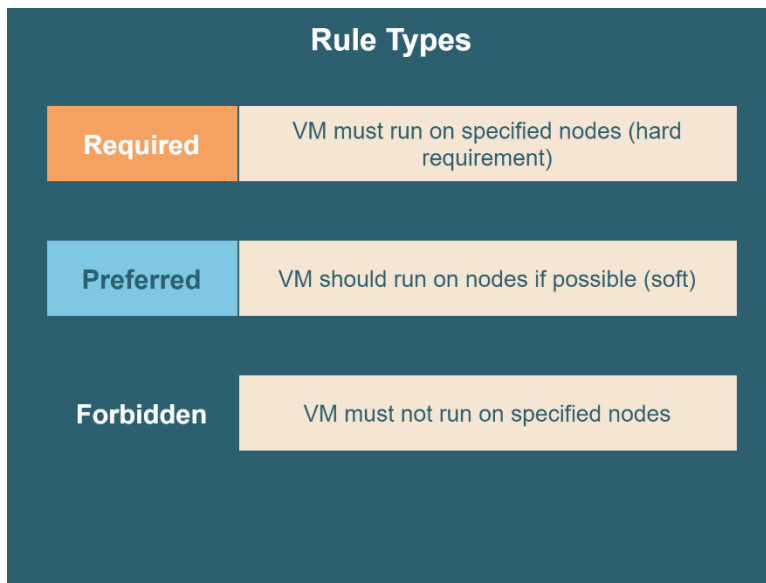 Rule Types
Required
VM must run on specified nodes (hard
requirement)
Preferred
VM should run on nodes if possible (soft)
Forbidden
VM must not run on specified nodes